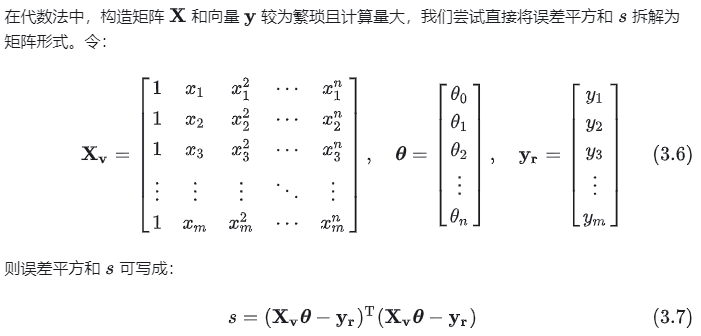 在代数法中，构造矩阵 $\mathbf{X}$ 和向量 $\mathbf{y}$ 较为繁琐且计算量大，我们尝试直接将误差平方和 $s$ 拆解为
矩阵形式。令：
$\mathbf{X_v} = \begin{bmatrix} 1 & x_1 & x_1^2 & \cdots & x_1^n \\ 1 & x_2 & x_2^2 & \cdots & x_2^n \\ 1 & x_3 & x_3^2 & \cdots & x_3^n \\ \vdots & \vdots & \vdots & \ddots & \vdots \\ 1 & x_m & x_m^2 & \cdots & x_m^n \end{bmatrix}, \quad \boldsymbol{\theta} = \begin{bmatrix} \theta_0 \\ \theta_1 \\ \theta_2 \\ \vdots \\ \theta_n \end{bmatrix}, \quad \mathbf{y_r} = \begin{bmatrix} y_1 \\ y_2 \\ y_3 \\ \vdots \\ y_m \end{bmatrix} \quad (3.6)$
则误差平方和 $s$ 可写成：
$s = (\mathbf{X_v}\boldsymbol{\theta} - \mathbf{y_r})^{\mathrm{T}}(\mathbf{X_v}\boldsymbol{\theta} - \mathbf{y_r}) \quad (3.7)$